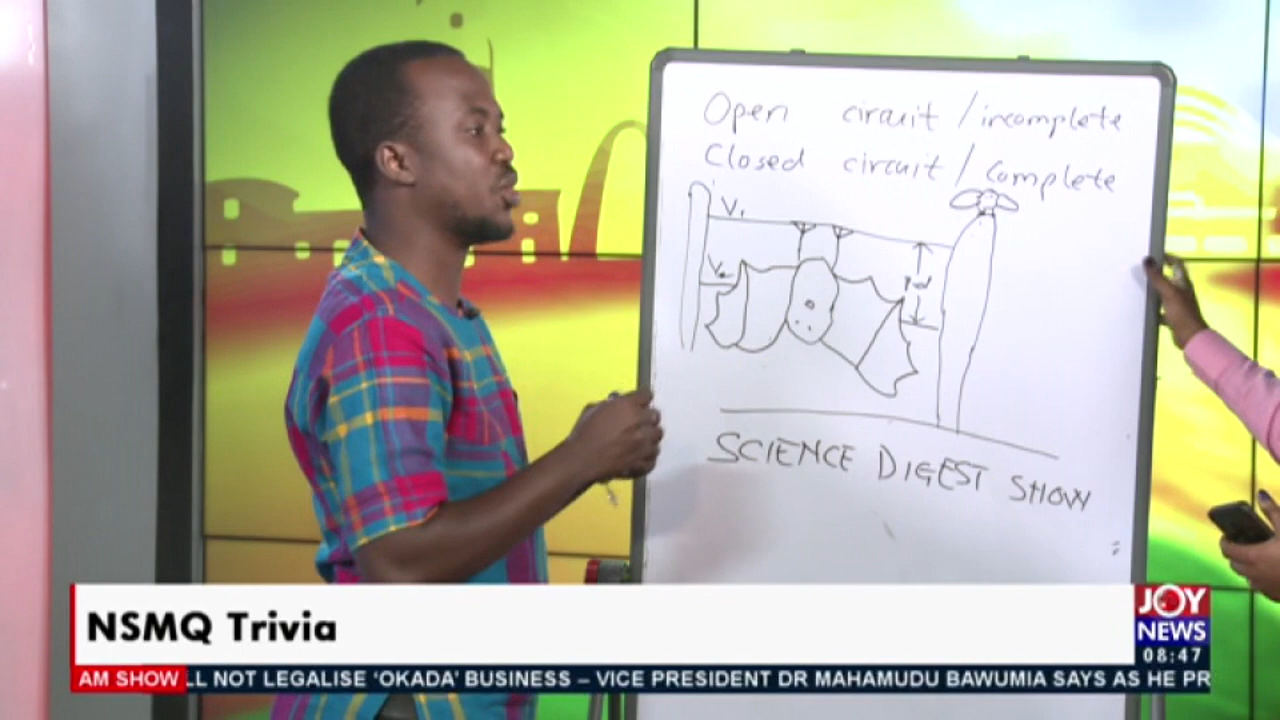 Open circuit / incomplete
Closed circuit / complete
V₁
SCIENCE DIGEST SHOW
NSMQ Trivia
JOY
NEWS
08:47
AM SHOW
LL NOT LEGALISE ‘OKADA’ BUSINESS – VICE PRESIDENT DR MAHAMUDU BAWUMIA SAYS AS HE PR